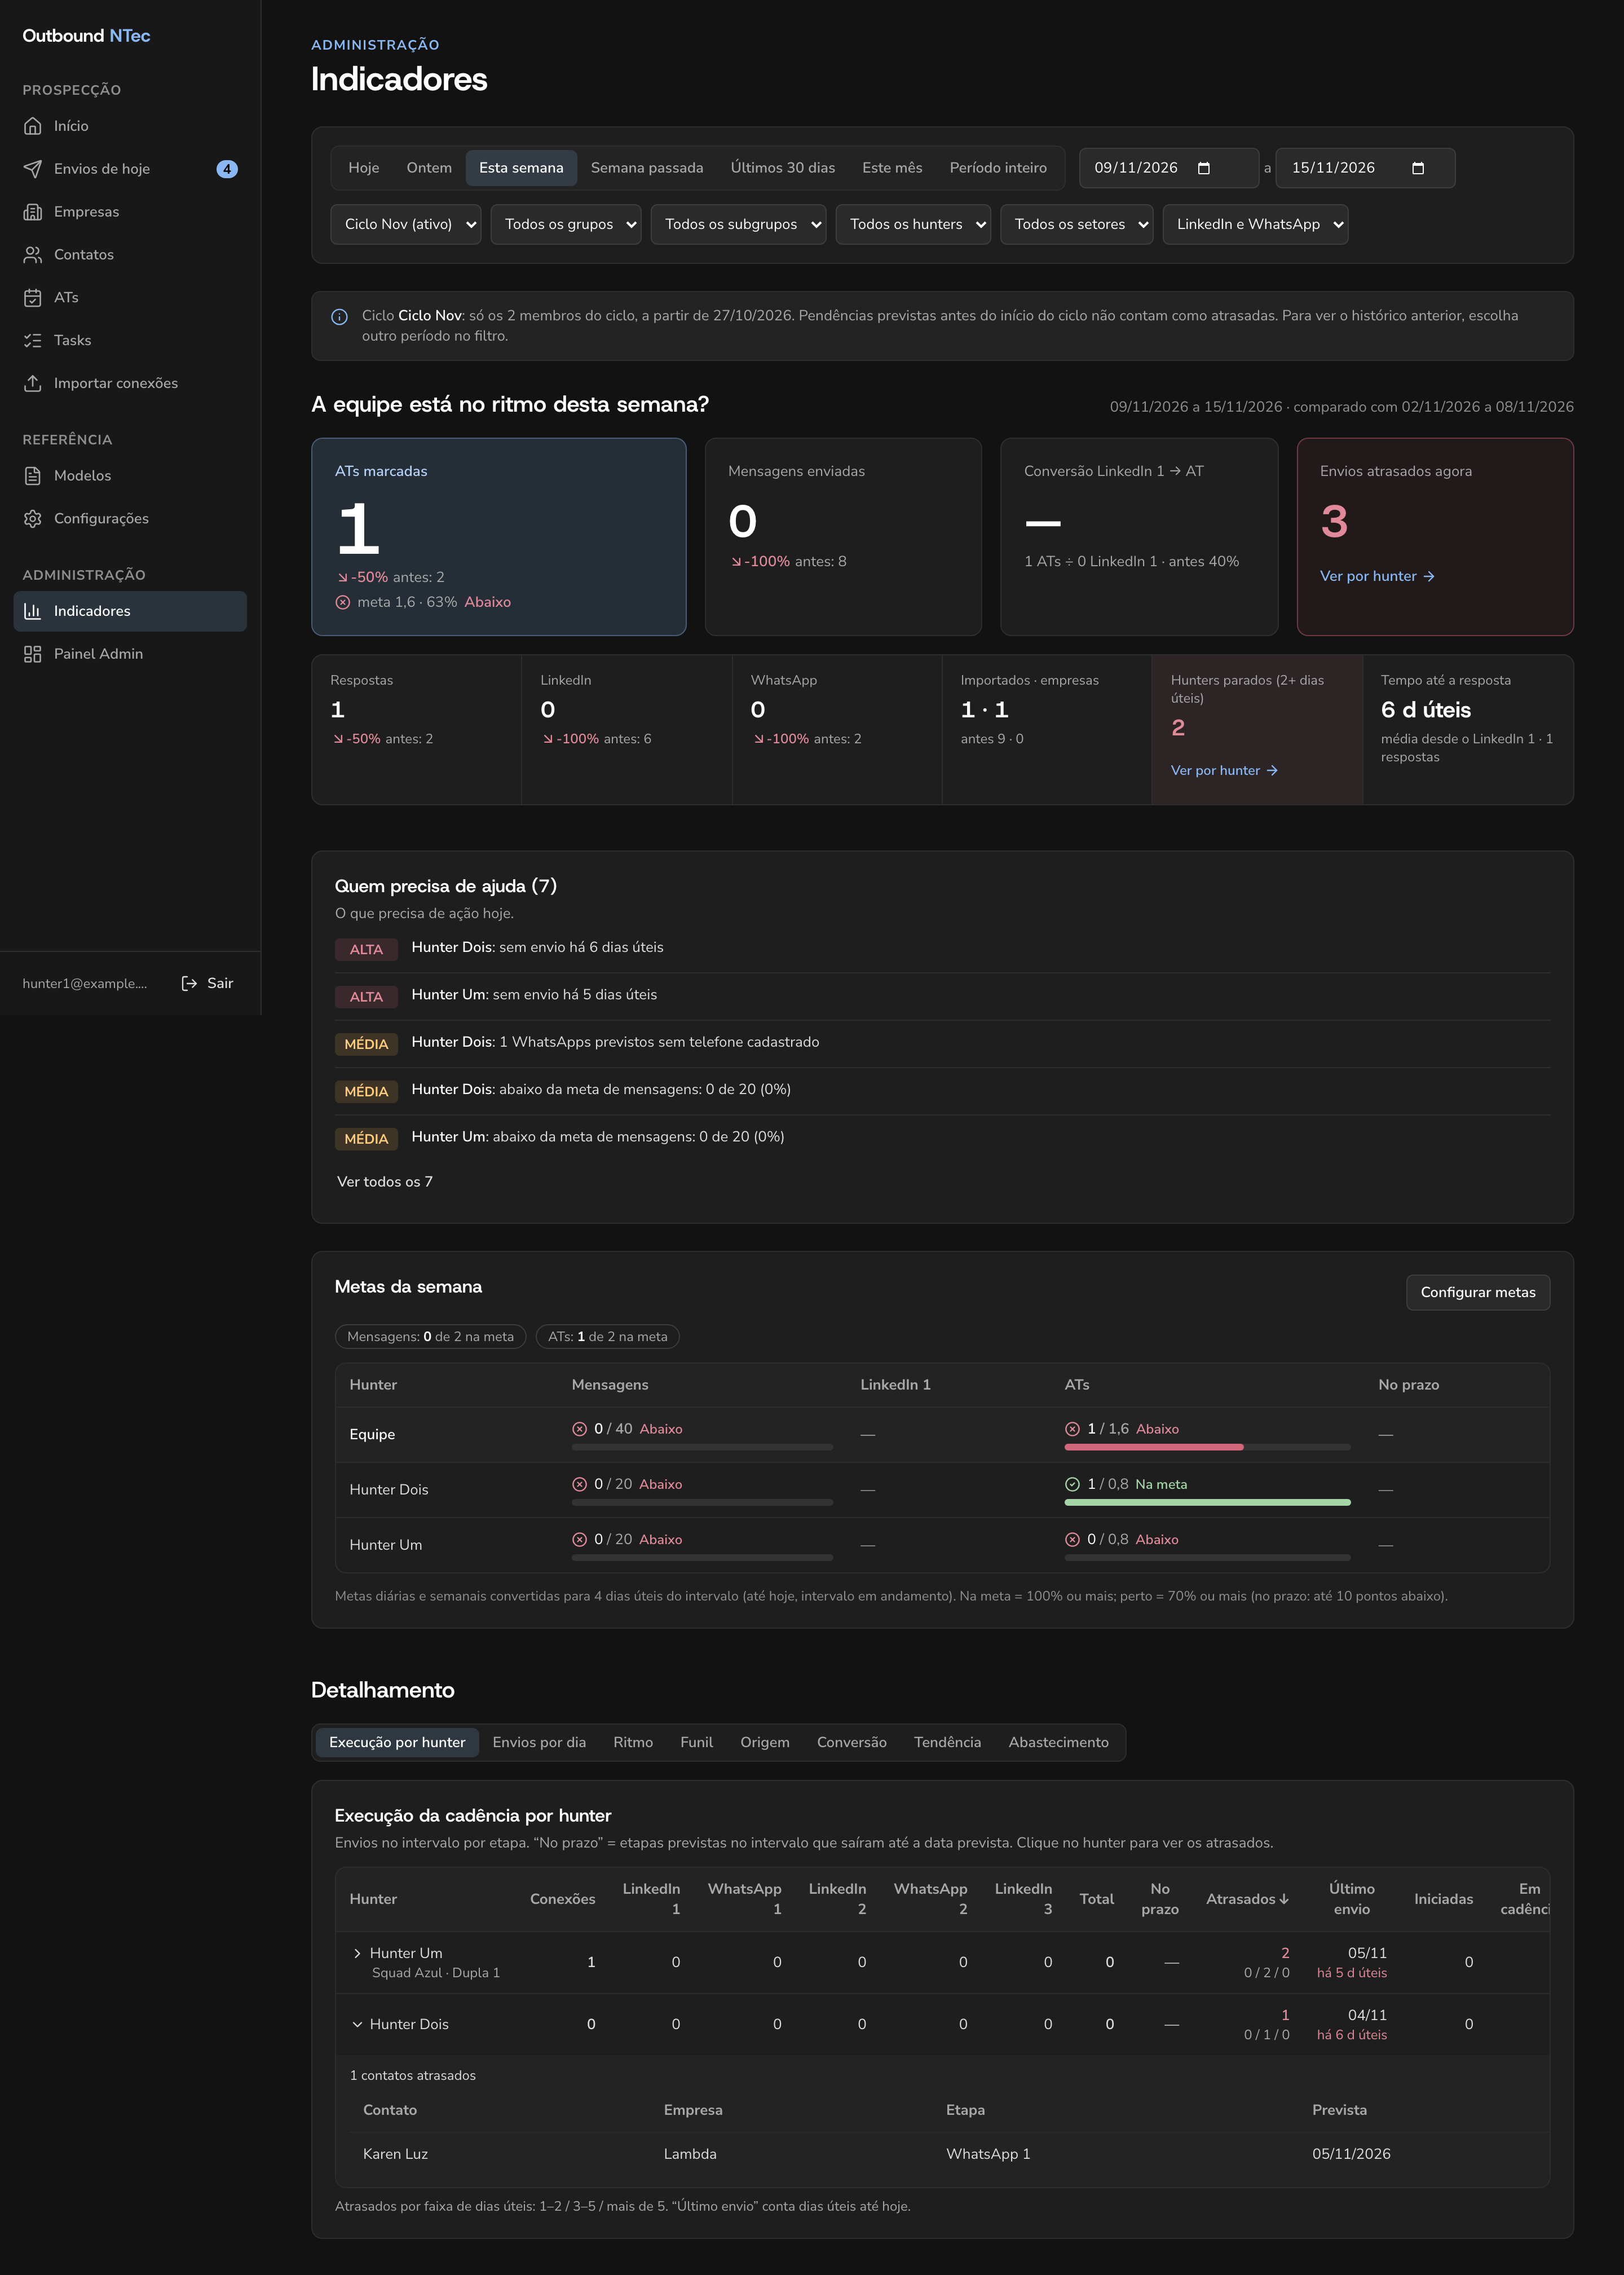 Outbound NTec
PROSPECÇÃO
Início
Envios de hoje 4
Empresas
Contatos
ATs
Tasks
Importar conexões
REFERÊNCIA
Modelos
Configurações
ADMINISTRAÇÃO
Indicadores
Painel Admin
hunter1@example.... Sair
ADMINISTRAÇÃO
Indicadores
Hoje Ontem Esta semana Semana passada Últimos 30 dias Este mês Período inteiro 09/11/2026 a 15/11/2026
Ciclo Nov (ativo) Todos os grupos Todos os subgrupos Todos os hunters Todos os setores LinkedIn e WhatsApp
Ciclo Ciclo Nov: só os 2 membros do ciclo, a partir de 27/10/2026. Pendências previstas antes do início do ciclo não contam como atrasadas. Para ver o histórico anterior, escolha
outro período no filtro.
A equipe está no ritmo desta semana? 09/11/2026 a 15/11/2026 · comparado com 02/11/2026 a 08/11/2026
ATs marcadas
1
↘-50% antes: 2
meta 1,6 · 63% Abaixo
Mensagens enviadas
0
↘-100% antes: 8
Conversão LinkedIn 1 → AT
—
1 ATs ÷ 0 LinkedIn 1 · antes 40%
Envios atrasados agora
3
Ver por hunter →
Respostas
1
↘-50% antes: 2
LinkedIn
0
↘-100% antes: 6
WhatsApp
0
↘-100% antes: 2
Importados · empresas
1 · 1
antes 9 · 0
Hunters parados (2+ dias
úteis)
2
Ver por hunter →
Tempo até a resposta
6 d úteis
média desde o LinkedIn 1 · 1
respostas
Quem precisa de ajuda (7)
O que precisa de ação hoje.
ALTA Hunter Dois: sem envio há 6 dias úteis
ALTA Hunter Um: sem envio há 5 dias úteis
MÉDIA Hunter Dois: 1 WhatsApps previstos sem telefone cadastrado
MÉDIA Hunter Dois: abaixo da meta de mensagens: 0 de 20 (0%)
MÉDIA Hunter Um: abaixo da meta de mensagens: 0 de 20 (0%)
Ver todos os 7
Metas da semana Configurar metas
Mensagens: 0 de 2 na meta ATs: 1 de 2 na meta
Hunter Mensagens LinkedIn 1 ATs No prazo
Equipe 0 / 40 Abaixo — 1 / 1,6 Abaixo —
Hunter Dois 0 / 20 Abaixo — 1 / 0,8 Na meta —
Hunter Um 0 / 20 Abaixo — 0 / 0,8 Abaixo —
Metas diárias e semanais convertidas para 4 dias úteis do intervalo (até hoje, intervalo em andamento). Na meta = 100% ou mais; perto = 70% ou mais (no prazo: até 10 pontos abaixo).
Detalhamento
Execução por hunter Envios por dia Ritmo Funil Origem Conversão Tendência Abastecimento
Execução da cadência por hunter
Envios no intervalo por etapa. “No prazo” = etapas previstas no intervalo que saíram até a data prevista. Clique no hunter para ver os atrasados.
Hunter Conexões LinkedIn 1 WhatsApp 1 LinkedIn 2 WhatsApp 2 LinkedIn 3 Total No prazo Atrasados ↓ Último envio Iniciadas Em cadênci
Hunter Um 1 0 0 0 0 0 0 — 2 05/11 0
Squad Azul · Dupla 1 0 / 2 / 0 há 5 d úteis
Hunter Dois 0 0 0 0 0 0 0 — 1 04/11 0
0 / 1 / 0 há 6 d úteis
1 contatos atrasados
Contato Empresa Etapa Prevista
Karen Luz Lambda WhatsApp 1 05/11/2026
Atrasados por faixa de dias úteis: 1–2 / 3–5 / mais de 5. “Último envio” conta dias úteis até hoje.